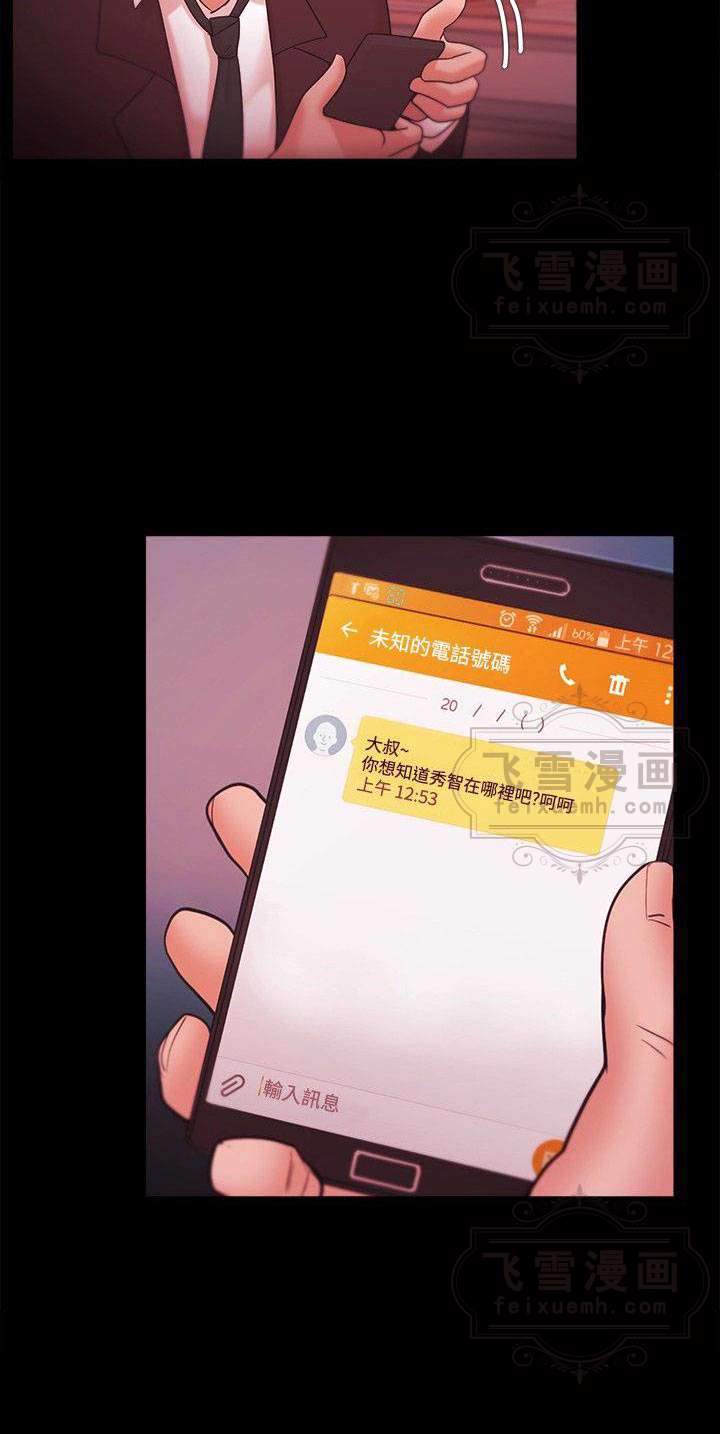 飞雪漫画
feixuemh.com
60% 上午 12
未知的電話號碼
20 / / ( )
大叔~
你想知道秀智在哪裡吧?呵呵
上午 12:53
飞雪漫画
feixuemh.com
輸入訊息
飞雪漫画
feixuemh.com